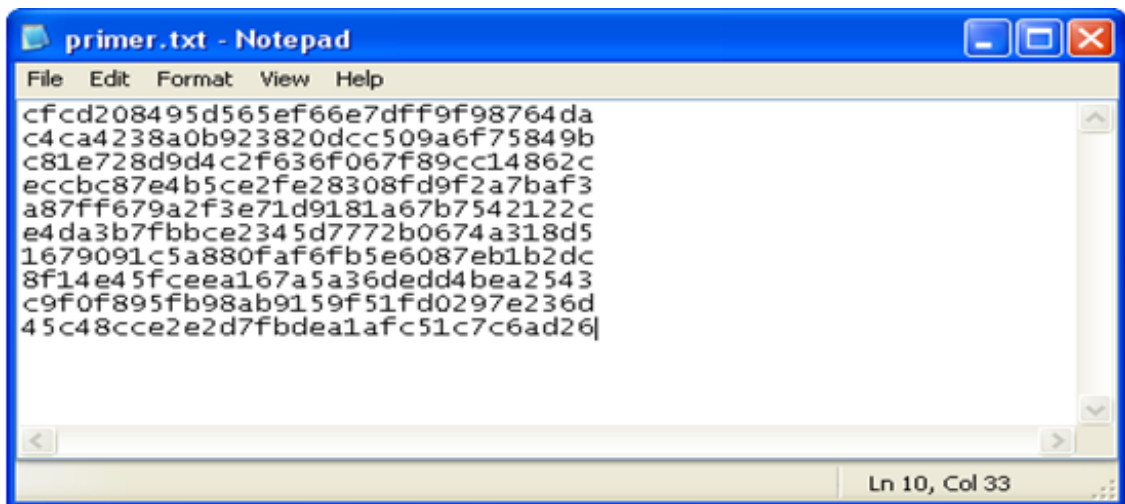 primer.txt - Notepad
File Edit Format View Help
cfcd208495d565ef66e7dff9f98764da
c4ca4238a0b923820dcc509a6f75849b
c81e728d9d4c2f636f067f89cc14862c
eccbc87e4b5ce2fe28308fd9f2a7baf3
a87ff679a2f3e71d9181a67b7542122c
e4da3b7fbbce2345d7772b0674a318d5
1679091c5a880faf6fb5e6087eb1b2dc
8f14e45fceea167a5a36dedd4bea2543
c9f0f895fb98ab9159f51fd0297e236d
45c48cce2e2d7fbdea1afc51c7c6ad26
Ln 10, Col 33